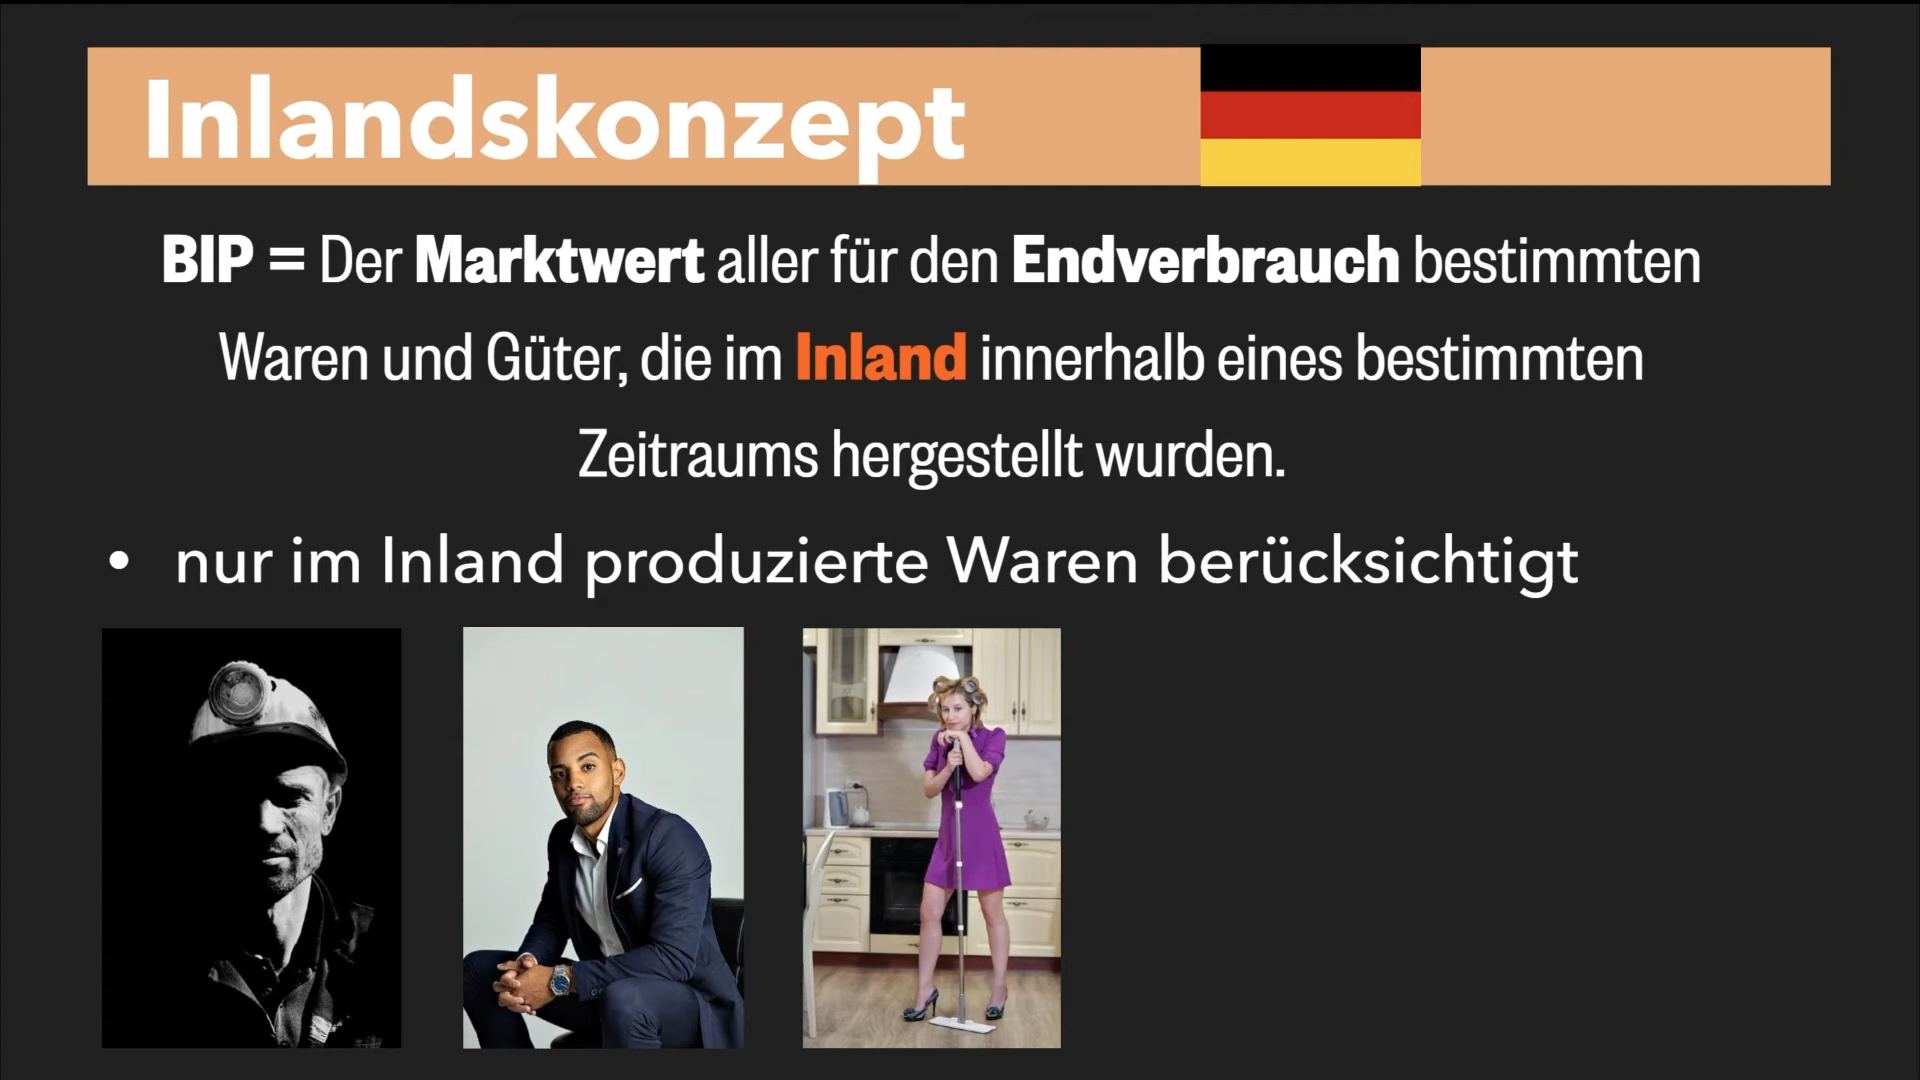 Inlandskonzept
BIP = Der Marktwert aller für den Endverbrauch bestimmten
Waren und Güter, die im Inland innerhalb eines bestimmten
Zeitraums hergestellt wurden.
• nur im Inland produzierte Waren berücksichtigt